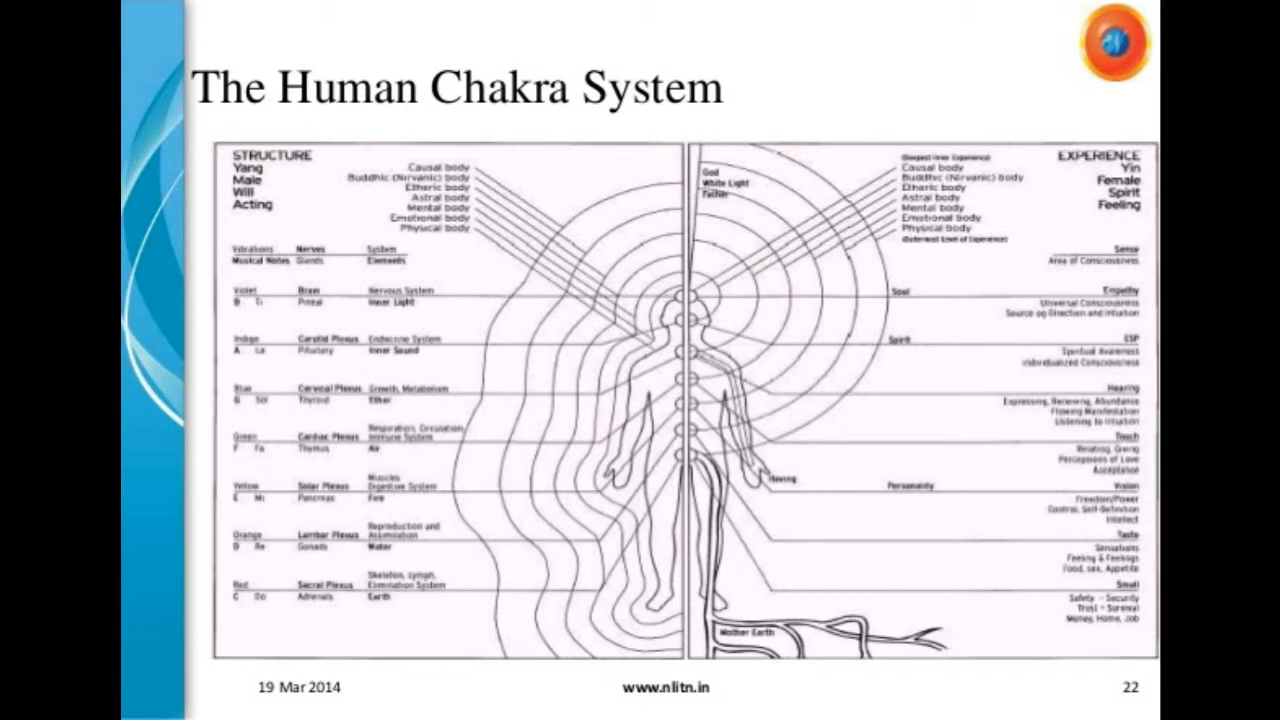 The Human Chakra System
STRUCTURE
Yang
Male
Will
Acting
Causal body
Buddhic (Nirvanic) body
Etheric body
Astral body
Mental body
Emotional body
Physical body
Vibrations Nerves System
Musical Notes Glands Elements
Violet Brain Nervous System
B Ti Pineal Inner Light
Indigo Carotid Plexus Endocrine System
A La Pituitary Inner Sound
Blue Cervical Plexus Growth, Metabolism
G Sol Thyroid Ether
Respiration, Circulation,
Green Cardiac Plexus Immune System
F Fa Thymus Air
Muscles
Yellow Solar Plexus Digestive System
E Mi Pancreas Fire
Reproduction and
Orange Lumbar Plexus Assimilation
D Re Gonads Water
Skeleton, Lymph,
Red Sacral Plexus Elimination System
C Do Adrenals Earth
God
White Light
Father
(Deepest Inner Experience)
Causal body
Buddhic (Nirvanic) body
Etheric body
Astral body
Mental body
Emotional body
Physical body
(Outermost Level of Experience)
EXPERIENCE
Yin
Female
Spirit
Feeling
Sense
Area of Consciousness
Soul Empathy
Universal Consciousness
Source og Direction and Intuition
Spirit ESP
Spiritual Awareness
Individualized Consciousness
Hearing
Expressing, Receiving, Abundance
Flowing Manifestation
Listening to Intuition
Touch
Relating, Giving
Perceptions of Love
Acceptance
Having Personality Vision
Freedom/Power
Control, Self-Definition
Intellect
Taste
Sensations
Feeling & Feelings
Food, sex, Appetite
Smell
Safety - Security
Trust - Survival
Money, Home, Job
Mother Earth
19 Mar 2014 www.nlitn.in 22